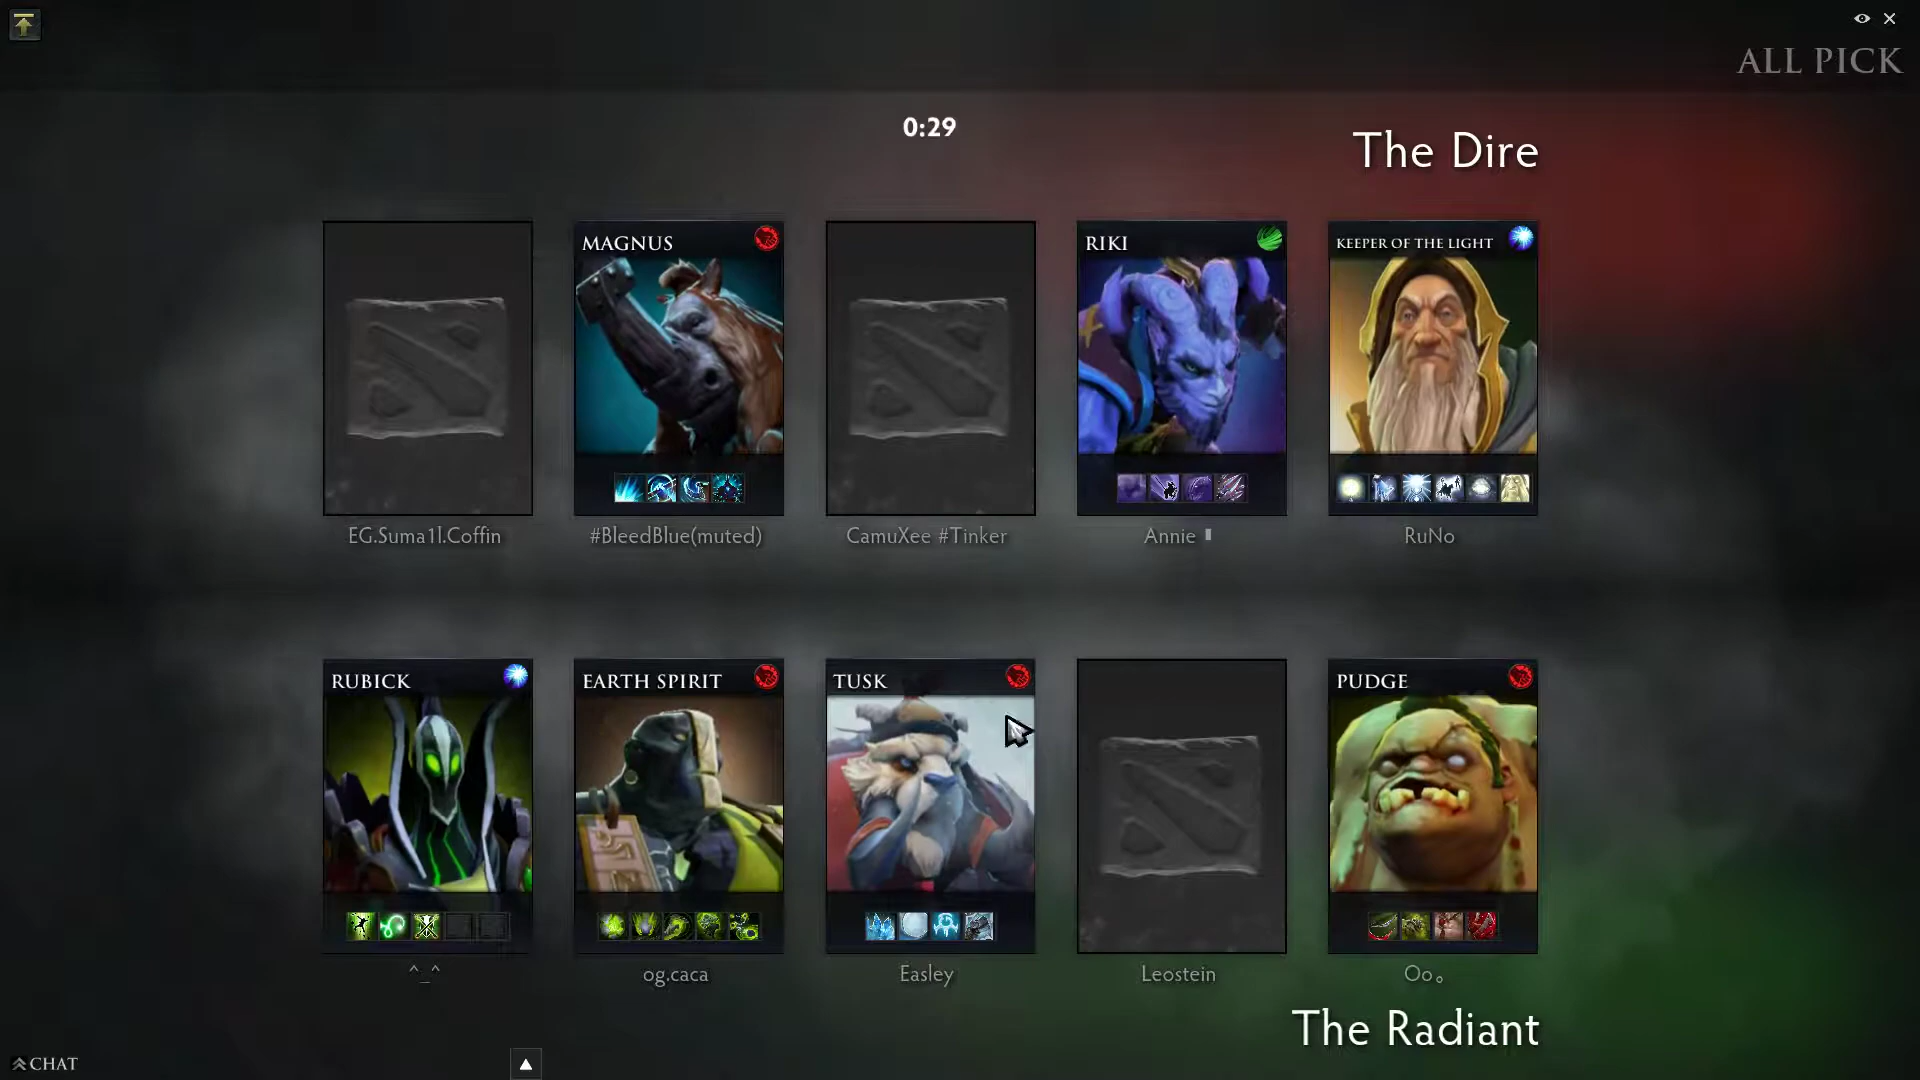 ALL PICK
0:29
The Dire
MAGNUS
RIKI
KEEPER OF THE LIGHT
EG.Suma1l.Coffin
#BleedBlue(muted)
CamuXee #Tinker
Annie
RuNo
RUBICK
EARTH SPIRIT
TUSK
PUDGE
^_^
og.caca
Easley
Leostein
Oo。
The Radiant
CHAT